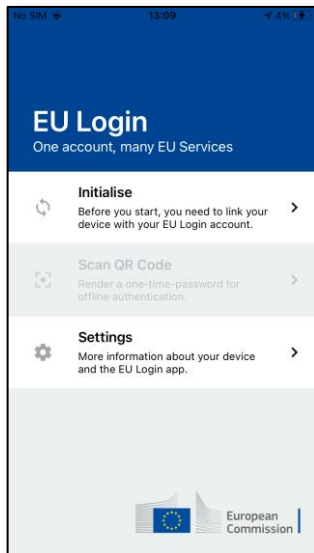 No SIM 13:09 4%
EU Login
One account, many EU Services
Initialise
Before you start, you need to link your
device with your EU Login account.
Scan QR Code
Render a one-time-password for
offline authentication.
Settings
More information about your device
and the EU Login app.
European
Commission